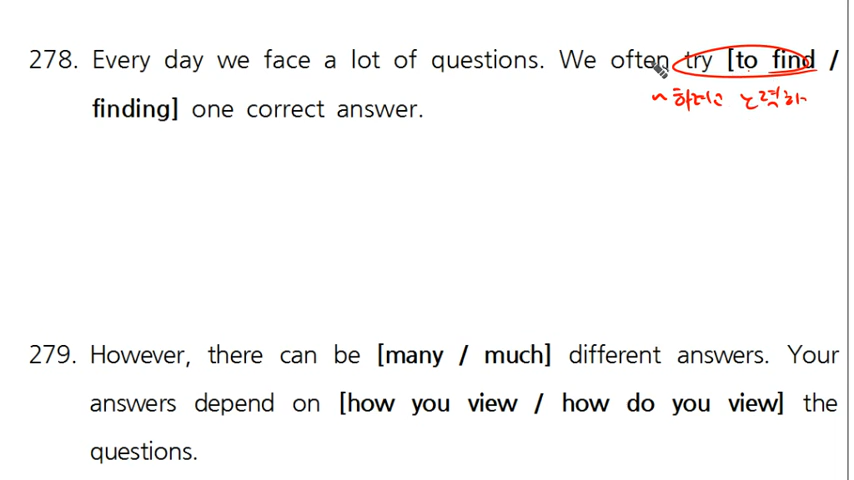 278. Every day we face a lot of questions. We often try [to find /
finding] one correct answer.
~하려고 노력하
279. However, there can be [many / much] different answers. Your
answers depend on [how you view / how do you view] the
questions.